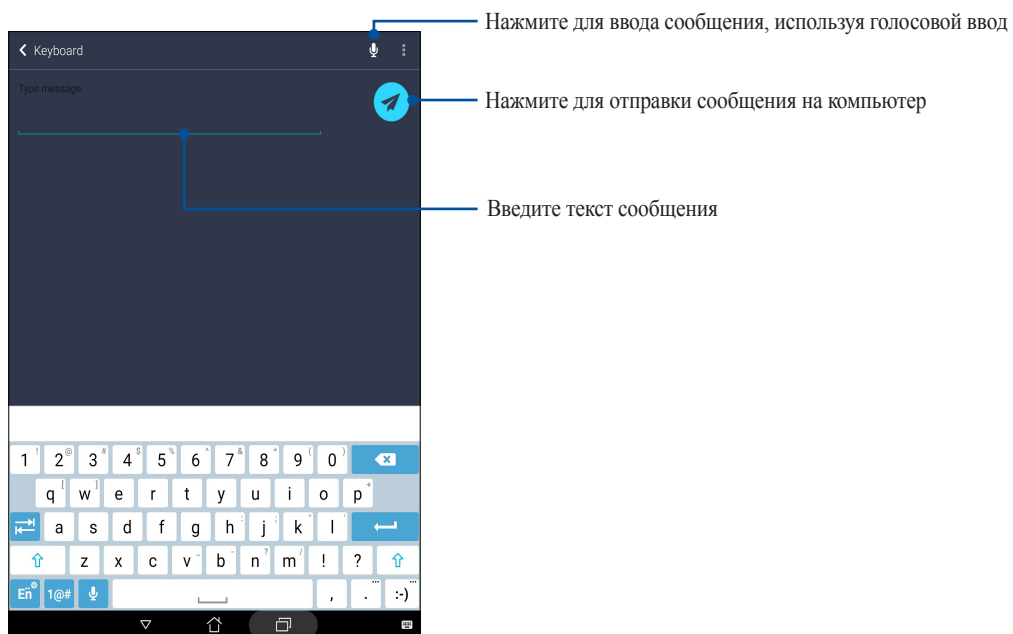 Нажмите для ввода сообщения, используя голосовой ввод
Keyboard
Type message
Нажмите для отправки сообщения на компьютер
Введите текст сообщения
1 ! 2 @ 3 # 4 $ 5 % 6 ^ 7 & 8 * 9 ( 0 )
q [ w ] e r t y u i o p +
a s d f g h : j ; k " l '
z x c v - b - n ? m / ! ?
En 1@# , . ... :-) ...